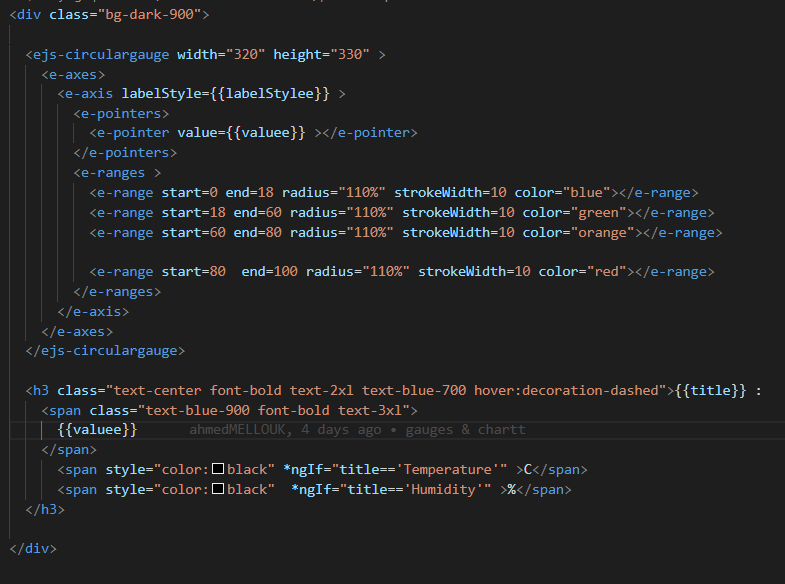 <div class="bg-dark-900">
<ejs-circulargauge width="320" height="330" >
<e-axes>
<e-axis labelStyle={{labelStylee}} >
<e-pointers>
<e-pointer value={{valuee}} ></e-pointer>
</e-pointers>
<e-ranges >
<e-range start=0 end=18 radius="110%" strokeWidth=10 color="blue"></e-range>
<e-range start=18 end=60 radius="110%" strokeWidth=10 color="green"></e-range>
<e-range start=60 end=80 radius="110%" strokeWidth=10 color="orange"></e-range>
<e-range start=80  end=100 radius="110%" strokeWidth=10 color="red"></e-range>
</e-ranges>
</e-axis>
</e-axes>
</ejs-circulargauge>
<h3 class="text-center font-bold text-2xl text-blue-700 hover:decoration-dashed">{{title}} :
<span class="text-blue-900 font-bold text-3xl">
{{valuee}} ahmedMELLOUK, 4 days ago • gauges & chartt
</span>
<span style="color:black" *ngIf="title=='Temperature'" >C</span>
<span style="color:black"  *ngIf="title=='Humidity'" >%</span>
</h3>
</div>